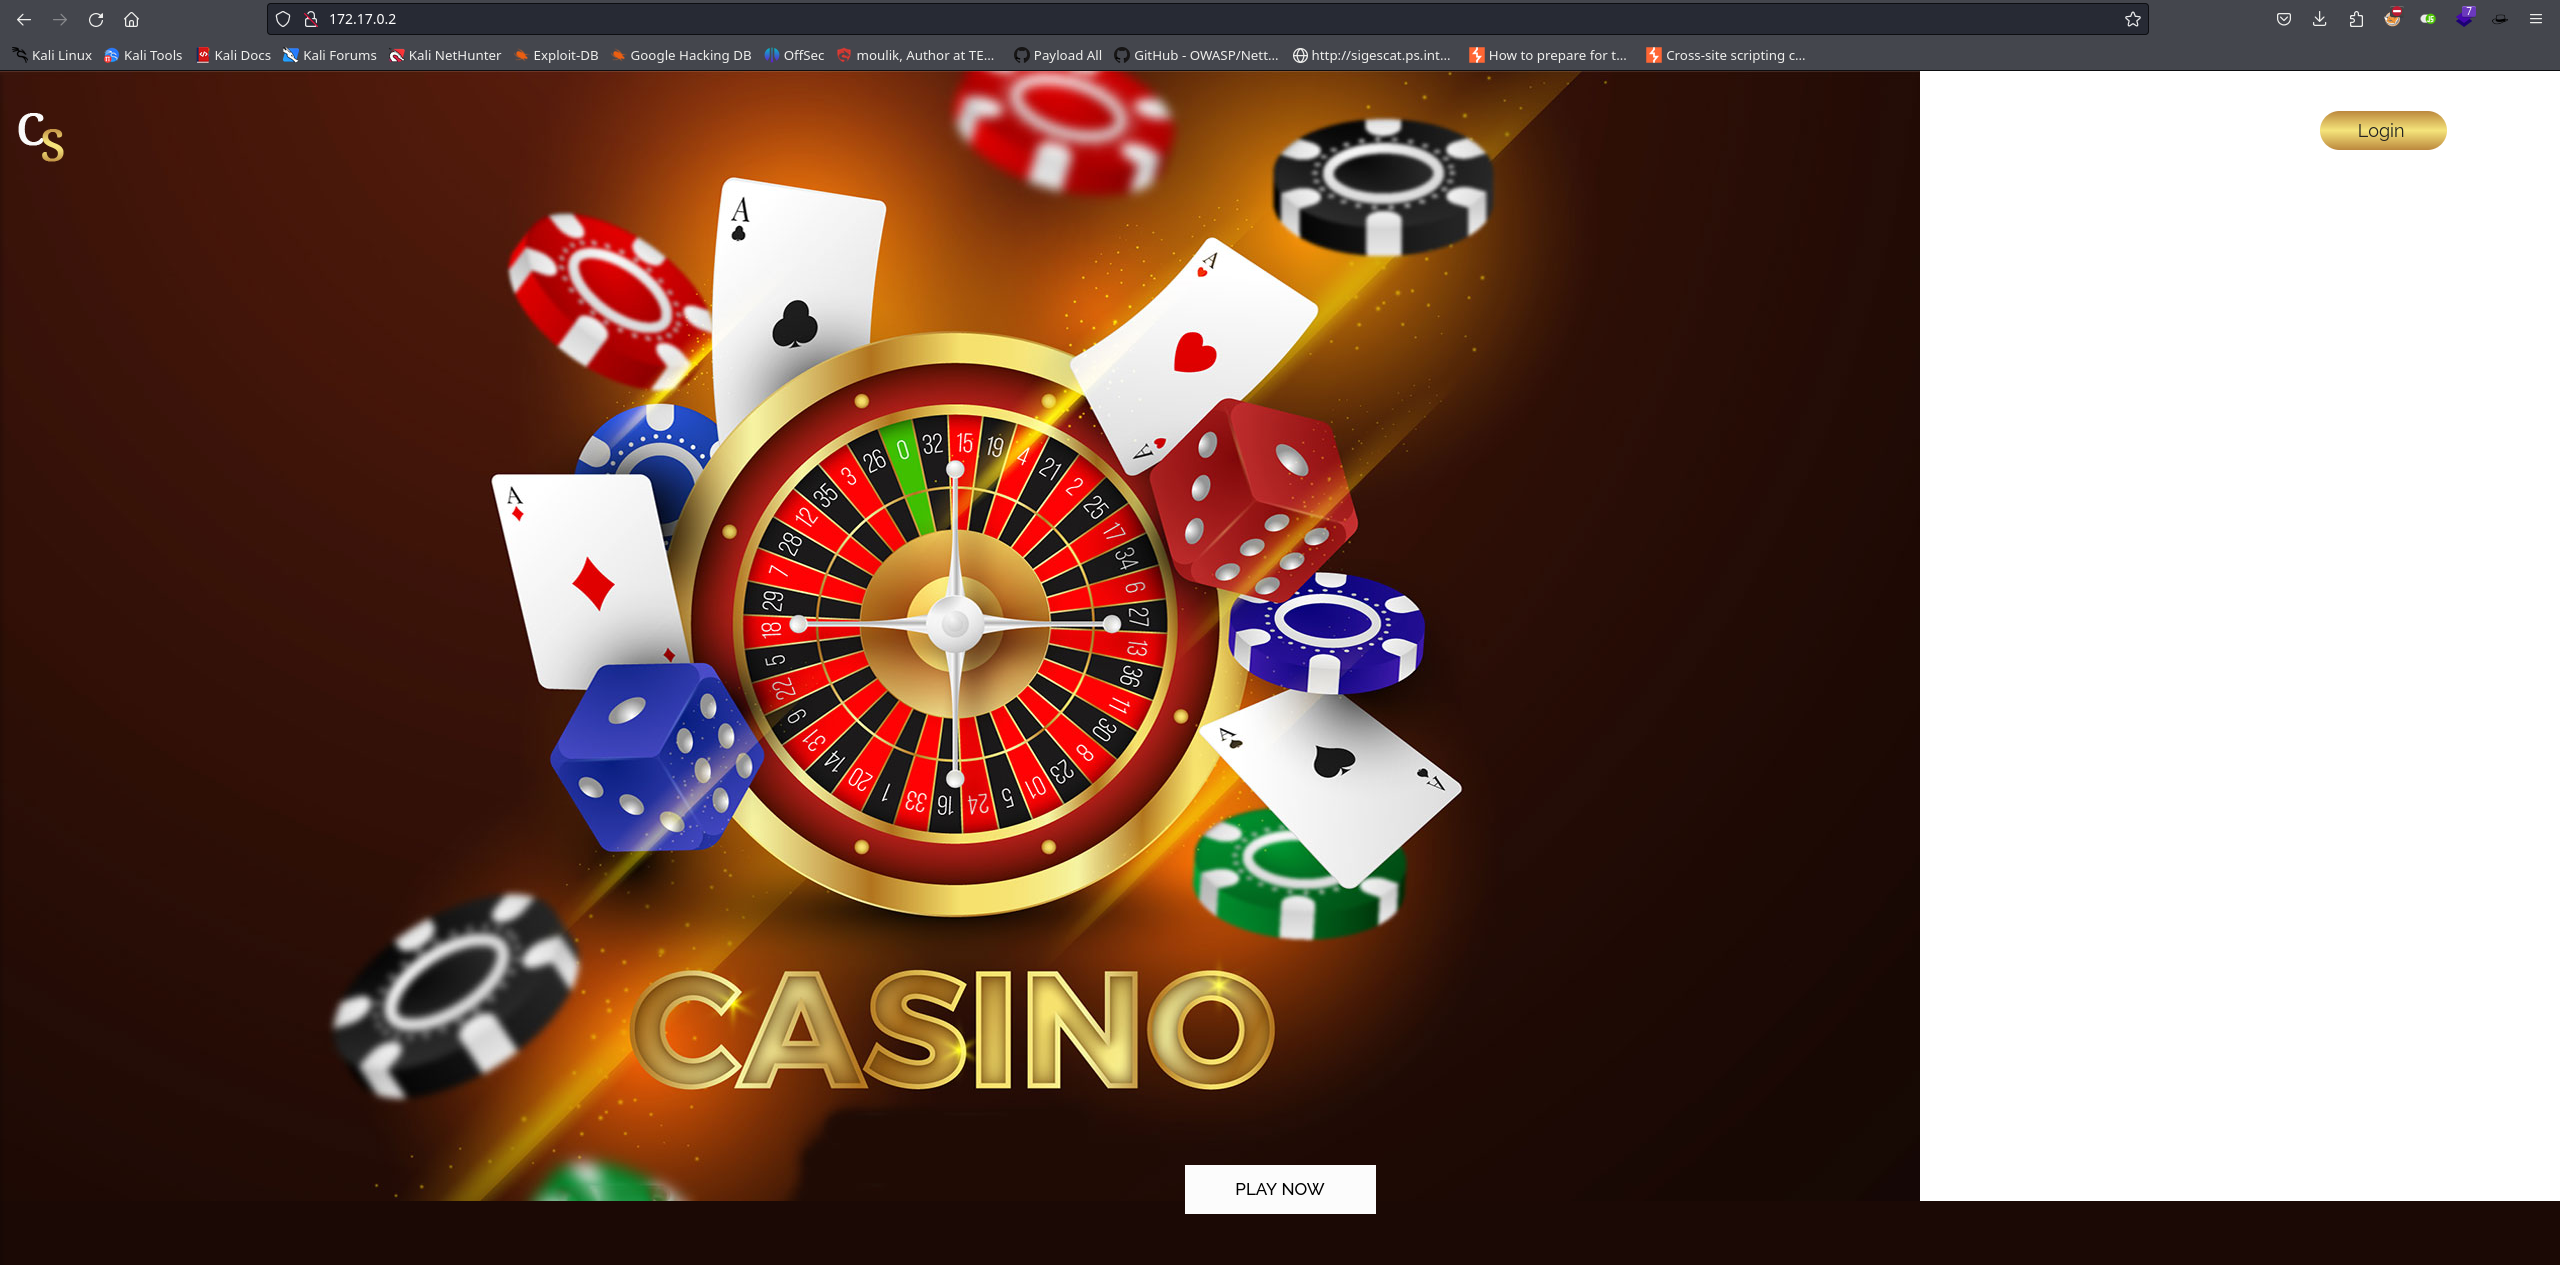 172.17.0.2
7
Kali Linux Kali Tools Kali Docs Kali Forums Kali NetHunter Exploit-DB Google Hacking DB OffSec moulik, Author at TE… Payload All GitHub - OWASP/Nett… http://sigescat.ps.int… How to prepare for t… Cross-site scripting c…
CS
Login
A
A
A
A
A
A
A
0 32 15 19 4 21 2 25 17 34 6 27 13 36 11 30 8 23 10 5 24 16 33 1 20 14 31 9 22 5 18 29 7 28 12 35 3 26
CASINO
PLAY NOW